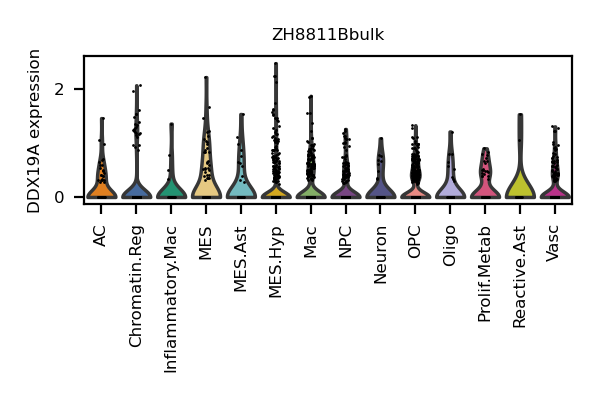 ZH8811Bbulk
DDX19A expression
2
0
AC
Chromatin.Reg
Inflammatory.Mac
MES
MES.Ast
MES.Hyp
Mac
NPC
Neuron
OPC
Oligo
Prolif.Metab
Reactive.Ast
Vasc